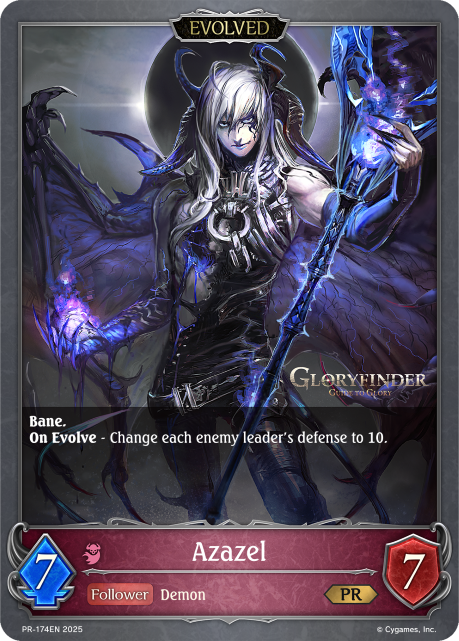 EVOLVED
GLORYFINDER
GUIDE TO GLORY
Bane.
On Evolve - Change each enemy leader's defense to 10.
Azazel
7
Follower Demon
PR
7
PR-174EN 2025
© Cygames, Inc.